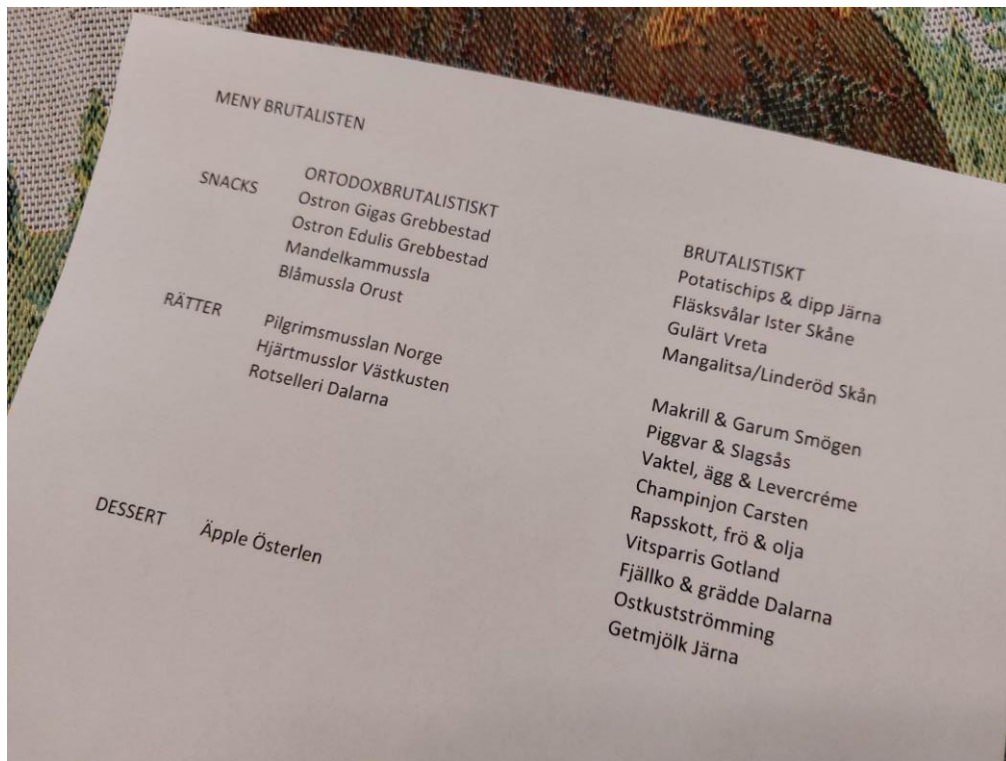 MENY BRUTALISTEN
SNACKS
ORTODOXBRUTALISTISKT
Ostron Gigas Grebbestad
Ostron Edulis Grebbestad
Mandelkammussla
Blåmussla Orust
RÄTTER
Pilgrimsmusslan Norge
Hjärtmusslor Västkusten
Rotselleri Dalarna
DESSERT
Äpple Österlen
BRUTALISTISKT
Potatischips & dipp Järna
Fläsksvålar Ister Skåne
Gulärt Vreta
Mangalitsa/Linderöd Skån
Makrill & Garum Smögen
Piggvar & Slagsås
Vaktel, ägg & Levercréme
Champinjon Carsten
Rapsskott, frö & olja
Vitsparris Gotland
Fjällko & grädde Dalarna
Ostkustströmming
Getmjölk Järna